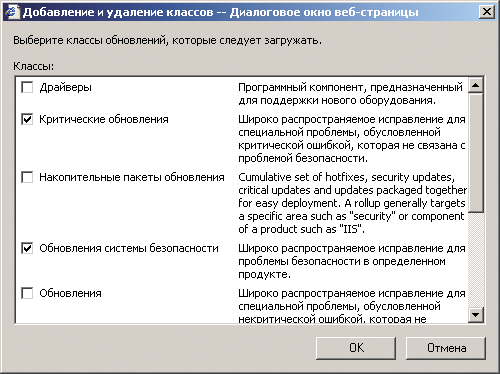 Добавление и удаление классов -- Диалоговое окно веб-страницы
Выберите классы обновлений, которые следует загружать.
Классы:
Драйверы
Программный компонент, предназначенный
для поддержки нового оборудования.
Критические обновления
Широко распространяемое исправление для
специальной проблемы, обусловленной
критической ошибкой, которая не связана с
проблемой безопасности.
Накопительные пакеты обновления
Cumulative set of hotfixes, security updates,
critical updates and updates packaged together
for easy deployment. A rollup generally targets
a specific area such as "security" or component
of a product such as "IIS".
Обновления системы безопасности
Широко распространяемое исправление для
проблемы безопасности в определенном
продукте.
Обновления
Широко распространяемое исправление для
специальной проблемы, обусловленной
некритической ошибкой, которая не
OK
Отмена